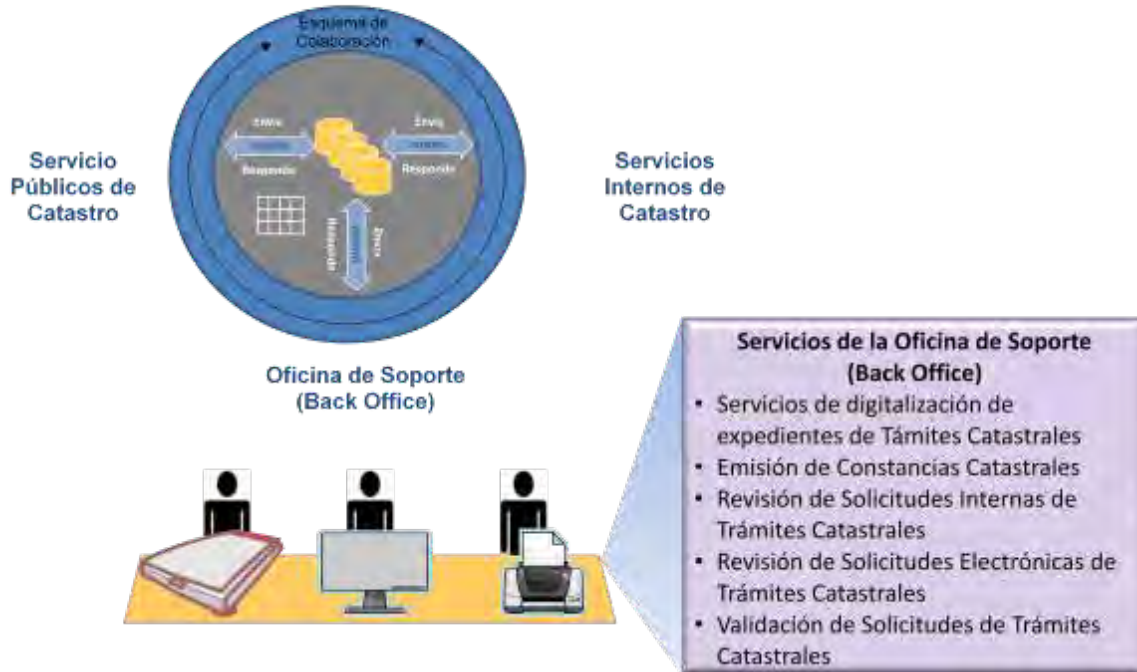 Esquema de
Colaboración
Envio
Responde
Envio
Responde
Envio
Responde
Servicio
Públicos de
Catastro
Servicios
Internos de
Catastro
Oficina de Soporte
(Back Office)
Servicios de la Oficina de Soporte
(Back Office)
• Servicios de digitalización de
expedientes de Támites Catastrales
• Emisión de Constancias Catastrales
• Revisión de Solicitudes Internas de
Trámites Catastrales
• Revisión de Solicitudes Electrónicas de
Trámites Catastrales
• Validación de Solicitudes de Trámites
Catastrales